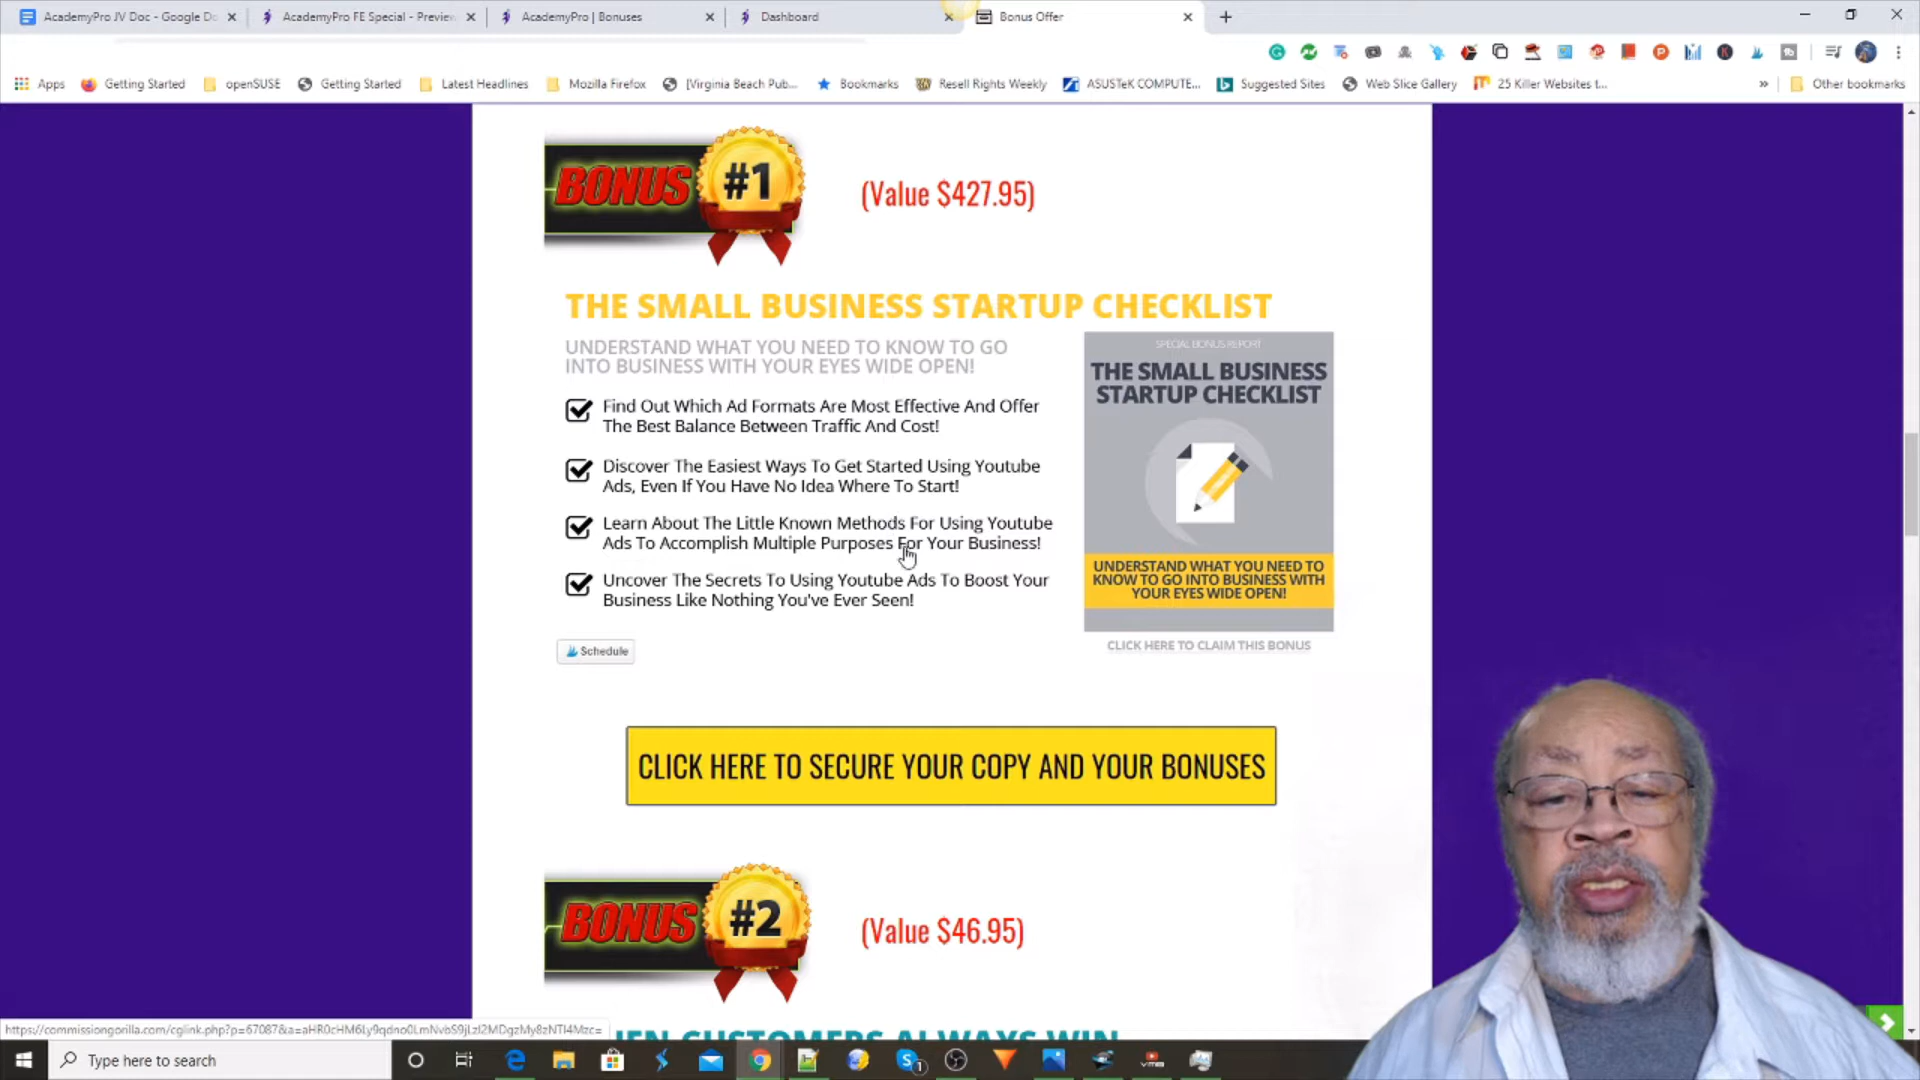 AcademyPro JV Doc - Google Do
AcademyPro FE Special - Preview
AcademyPro | Bonuses
Dashboard
Bonus Offer
Apps
Getting Started
openSUSE
Getting Started
Latest Headlines
Mozilla Firefox
[Virginia Beach Pub...
Bookmarks
Resell Rights Weekly
ASUSTeK COMPUTE...
Suggested Sites
Web Slice Gallery
25 Killer Websites t...
»
Other bookmarks
BONUS #1
(Value $427.95)
THE SMALL BUSINESS STARTUP CHECKLIST
UNDERSTAND WHAT YOU NEED TO KNOW TO GO
INTO BUSINESS WITH YOUR EYES WIDE OPEN!
Find Out Which Ad Formats Are Most Effective And Offer
The Best Balance Between Traffic And Cost!
Discover The Easiest Ways To Get Started Using Youtube
Ads, Even If You Have No Idea Where To Start!
Learn About The Little Known Methods For Using Youtube
Ads To Accomplish Multiple Purposes For Your Business!
Uncover The Secrets To Using Youtube Ads To Boost Your
Business Like Nothing You've Ever Seen!
Schedule
SPECIAL BONUS REPORT
THE SMALL BUSINESS
STARTUP CHECKLIST
UNDERSTAND WHAT YOU NEED TO
KNOW TO GO INTO BUSINESS WITH
YOUR EYES WIDE OPEN!
CLICK HERE TO CLAIM THIS BONUS
CLICK HERE TO SECURE YOUR COPY AND YOUR BONUSES
BONUS #2
(Value $46.95)
CUSTOMERS ALWAYS WIN
Type here to search